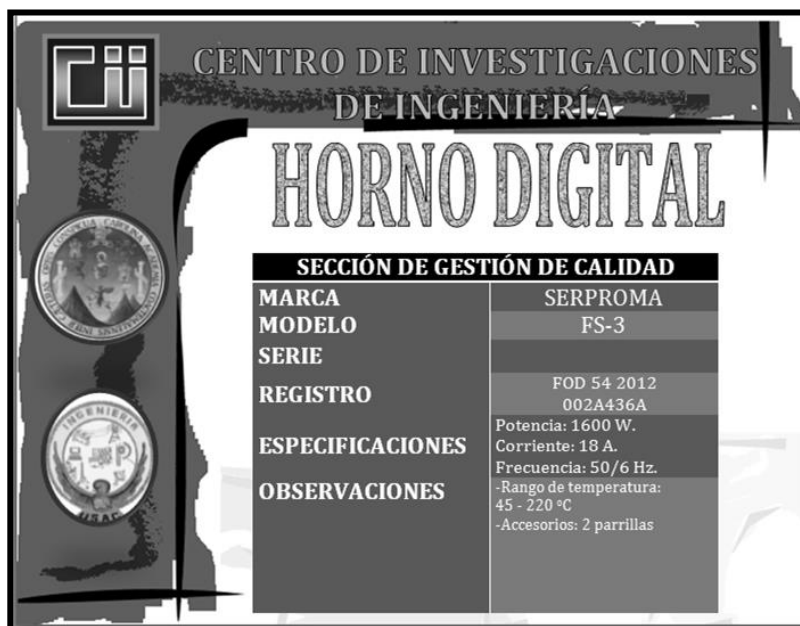 Cii
CENTRO DE INVESTIGACIONES
DE INGENIERÍA
HORNO DIGITAL
SECCIÓN DE GESTIÓN DE CALIDAD
MARCA SERPROMA
MODELO FS-3
SERIE
REGISTRO FOD 54 2012
002A436A
ESPECIFICACIONES Potencia: 1600 W.
Corriente: 18 A.
Frecuencia: 50/6 Hz.
OBSERVACIONES -Rango de temperatura:
45 - 220 ºC
-Accesorios: 2 parrillas
INGENIERIA
USAC